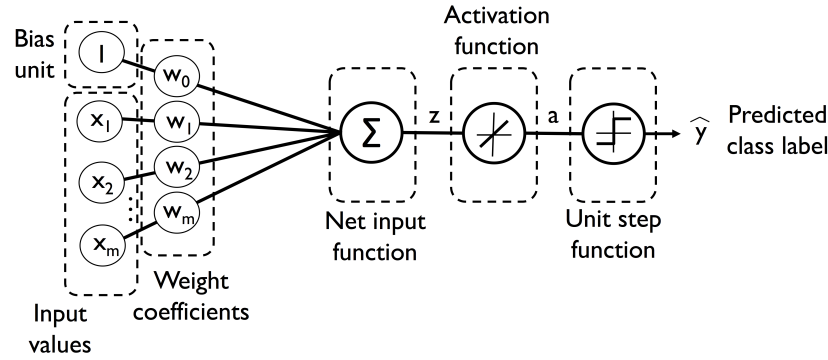 Bias
unit
1
x1
x2
⋮
xm
Input
values
w0
w1
w2
wm
Weight
coefficients
Σ
Net input
function
z
Activation
function
a
Unit step
function
ŷ
Predicted
class label